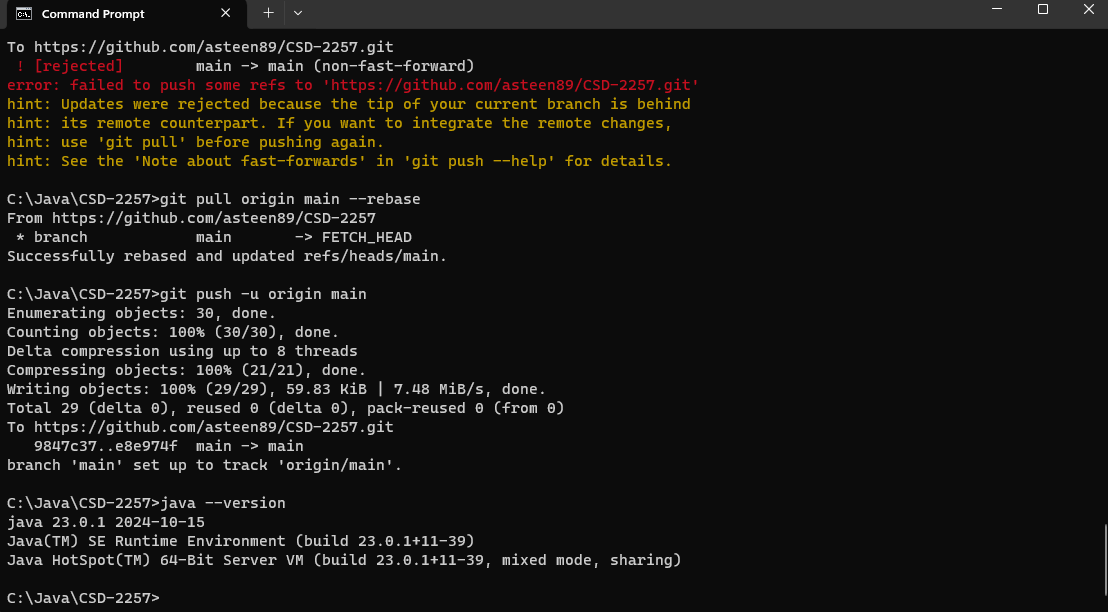 Command Prompt
To https://github.com/asteen89/CSD-2257.git
 ! [rejected]        main -> main (non-fast-forward)
error: failed to push some refs to 'https://github.com/asteen89/CSD-2257.git'
hint: Updates were rejected because the tip of your current branch is behind
hint: its remote counterpart. If you want to integrate the remote changes,
hint: use 'git pull' before pushing again.
hint: See the 'Note about fast-forwards' in 'git push --help' for details.
C:\Java\CSD-2257>git pull origin main --rebase
From https://github.com/asteen89/CSD-2257
 * branch            main       -> FETCH_HEAD
Successfully rebased and updated refs/heads/main.
C:\Java\CSD-2257>git push -u origin main
Enumerating objects: 30, done.
Counting objects: 100% (30/30), done.
Delta compression using up to 8 threads
Compressing objects: 100% (21/21), done.
Writing objects: 100% (29/29), 59.83 KiB | 7.48 MiB/s, done.
Total 29 (delta 0), reused 0 (delta 0), pack-reused 0 (from 0)
To https://github.com/asteen89/CSD-2257.git
   9847c37..e8e974f  main -> main
branch 'main' set up to track 'origin/main'.
C:\Java\CSD-2257>java --version
java 23.0.1 2024-10-15
Java(TM) SE Runtime Environment (build 23.0.1+11-39)
Java HotSpot(TM) 64-Bit Server VM (build 23.0.1+11-39, mixed mode, sharing)
C:\Java\CSD-2257>